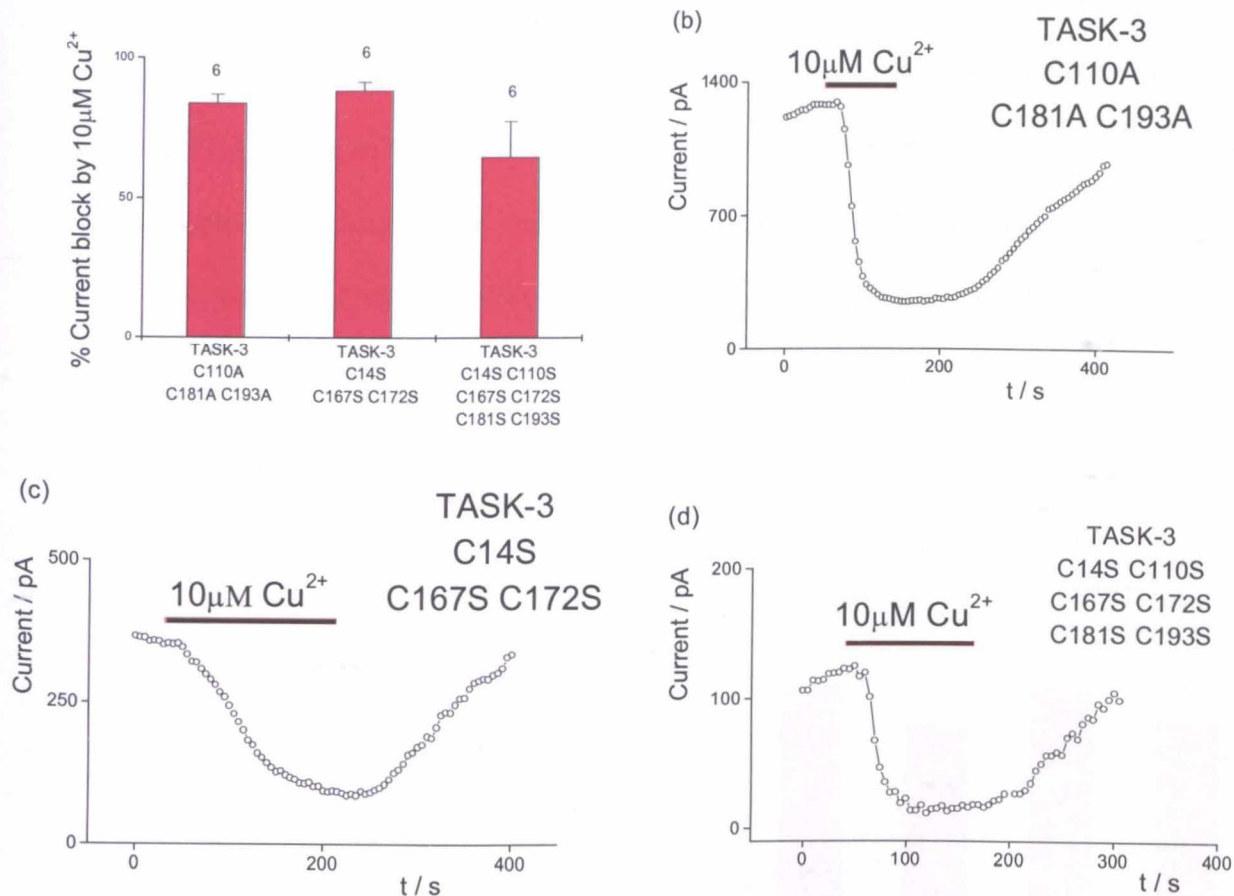 % Current block by 10µM Cu²⁺
100
50
0
6
6
6
TASK-3
C110A
C181A C193A
TASK-3
C14S
C167S C172S
TASK-3
C14S C110S
C167S C172S
C181S C193S
(b)
TASK-3
C110A
C181A C193A
10µM Cu²⁺
Current / pA
1400
700
0
0
200
400
t / s
(c)
TASK-3
C14S
C167S C172S
10µM Cu²⁺
Current / pA
500
250
0
0
200
400
t / s
(d)
TASK-3
C14S C110S
C167S C172S
C181S C193S
10µM Cu²⁺
Current / pA
200
100
0
0
100
200
300
400
t / s